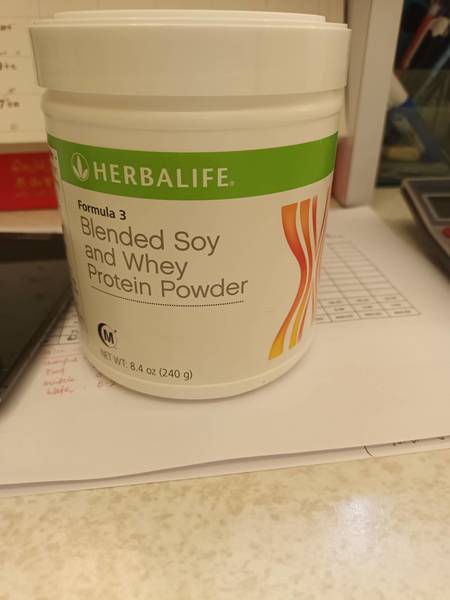 HERBALIFE®
Formula 3
Blended Soy
and Whey
Protein Powder
M
NET WT. 8.4 oz (240 g)